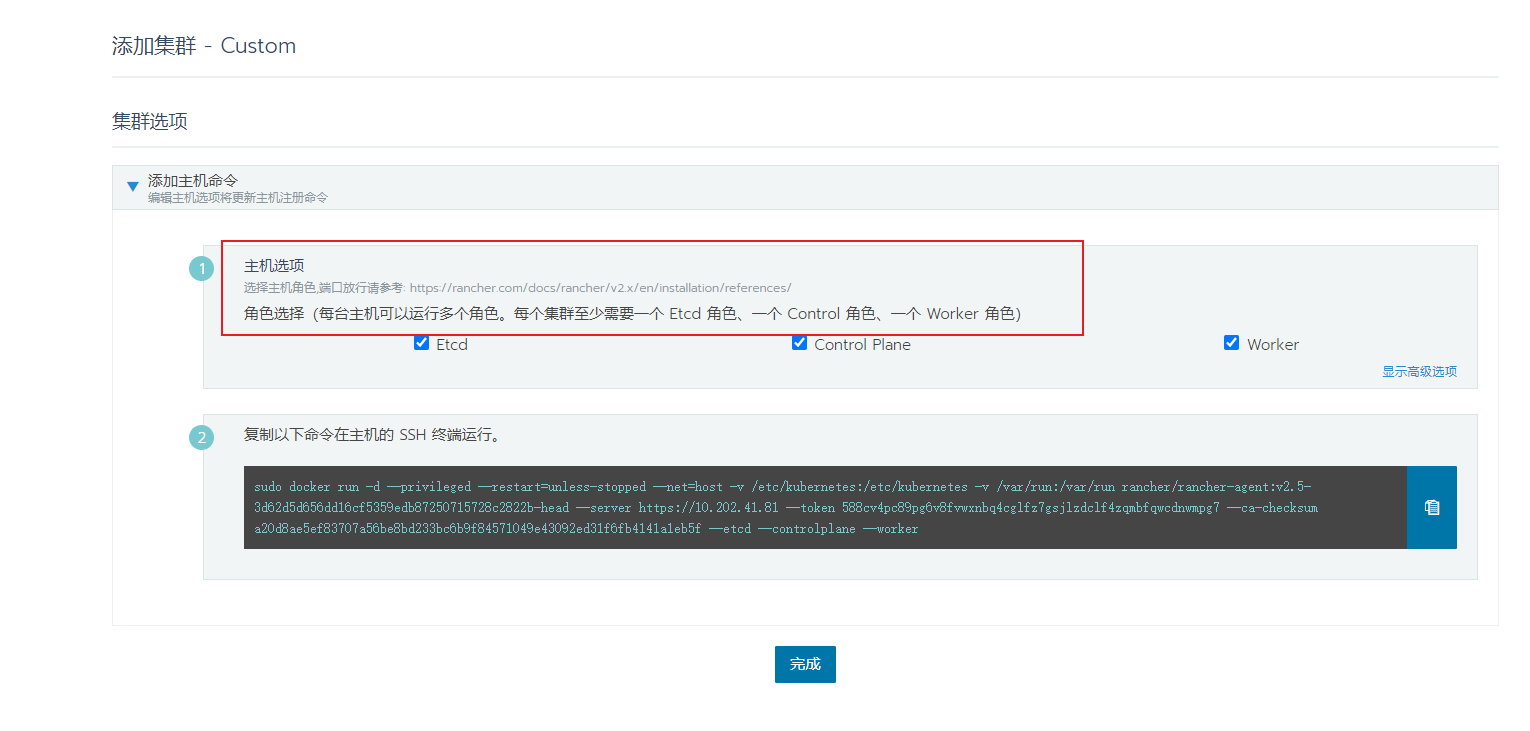 添加集群 - Custom
集群选项
添加主机命令
编辑主机选项将更新主机注册命令
1
主机选项
选择主机角色,端口放行请参考: https://rancher.com/docs/rancher/v2.x/en/installation/references/
角色选择（每台主机可以运行多个角色。每个集群至少需要一个 Etcd 角色、一个 Control 角色、一个 Worker 角色）
Etcd Control Plane Worker
显示高级选项
2
复制以下命令在主机的 SSH 终端运行。
sudo docker run -d --privileged --restart=unless-stopped --net=host -v /etc/kubernetes:/etc/kubernetes -v /var/run:/var/run rancher/rancher-agent:v2.5-
3d62d5d656dd16cf5359edb87250715728c2822b-head --server https://10.202.41.81 --token 588cv4pc89pg6v8fvwxnbq4cglfz7gsjlzdclf4zqmbfqwcdnwmpg7 --ca-checksum
a20d8ae5ef83707a56be8bd233bc6b9f84571049e43092ed31f6fb4141a1eb5f --etcd --controlplane --worker
完成